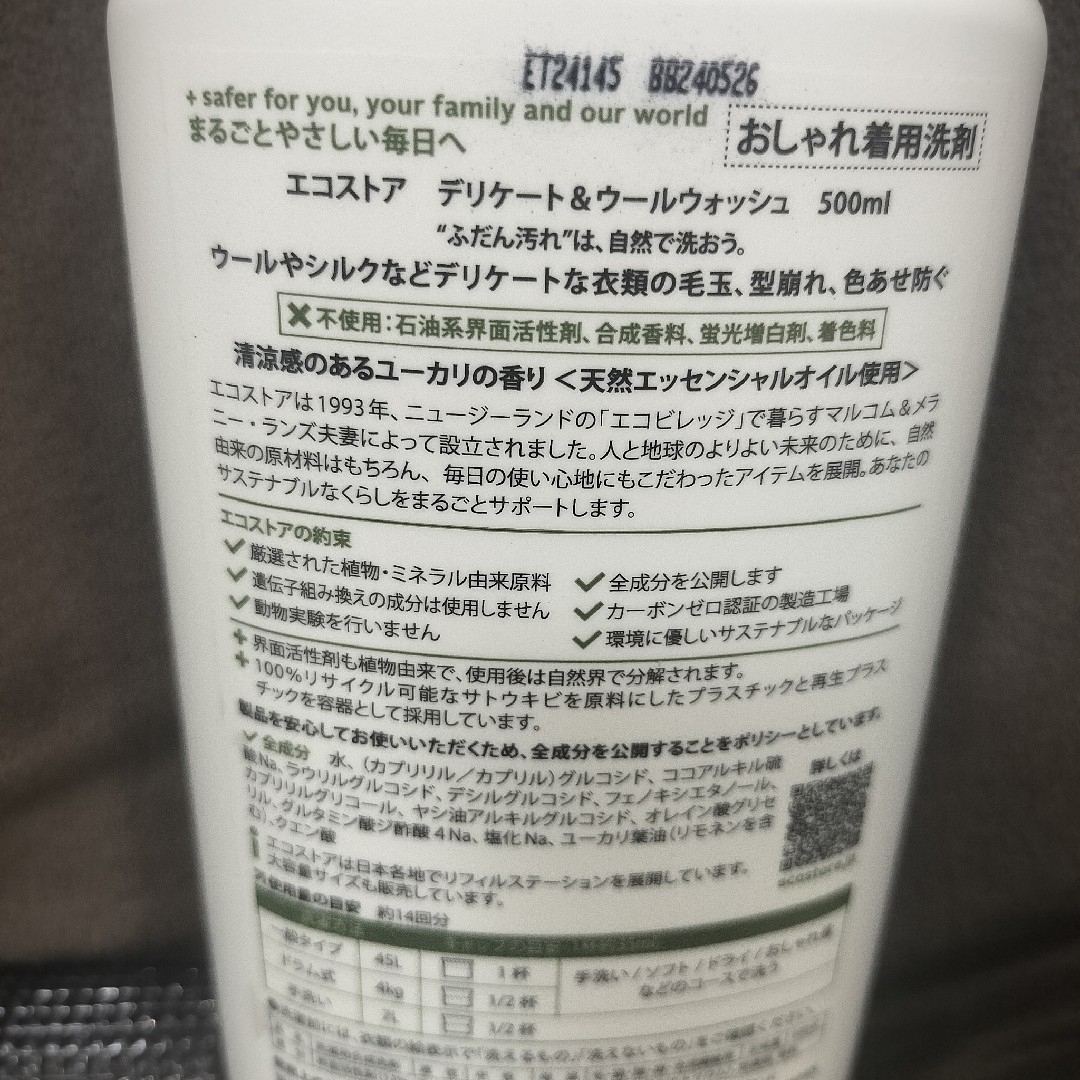 ET24145 BB240526
+ safer for you, your family and our world
まるごとやさしい毎日へ
おしゃれ着用洗剤
エコストア デリケート＆ウールウォッシュ 500ml
“ふだん汚れ”は、自然で洗おう。
ウールやシルクなどデリケートな衣類の毛玉、型崩れ、色あせ防ぐ
✕不使用：石油系界面活性剤、合成香料、蛍光増白剤、着色料
清涼感のあるユーカリの香り＜天然エッセンシャルオイル使用＞
エコストアは1993年、ニュージーランドの「エコビレッジ」で暮らすマルコム＆メラ
ニー・ランズ夫妻によって設立されました。人と地球のよりよい未来のために、自然
由来の原材料はもちろん、毎日の使い心地にもこだわったアイテムを展開。あなたの
サステナブルなくらしをまるごとサポートします。
エコストアの約束
✓厳選された植物・ミネラル由来原料
✓遺伝子組み換えの成分は使用しません
✓動物実験を行いません
✓全成分を公開します
✓カーボンゼロ認証の製造工場
✓環境に優しいサステナブルなパッケージ
+ 界面活性剤も植物由来で、使用後は自然界で分解されます。
+ 100%リサイクル可能なサトウキビを原料にしたプラスチックと再生プラス
チックを容器として採用しています。
製品を安心してお使いいただくため、全成分を公開することをポリシーとしています。
✓全成分 水、（カプリリル／カプリル）グルコシド、ココアルキル硫
酸Na、ラウリルグルコシド、デシルグルコシド、フェノキシエタノール、
カプリリルグリコール、ヤシ油アルキルグルコシド、オレイン酸グリセ
リル、グルタミン酸ジ酢酸4Na、塩化Na、ユーカリ葉油（リモネンを含
む）、クエン酸
詳しくは
ecostore.jp
エコストアは日本各地でリフィルステーションを展開しています。
大容量サイズも販売しています。
※使用量の目安 約14回分
一般タイプ 45L 1杯
ドラム式 4kg 1/2杯
手洗い 2L 1/2杯
手洗い／ソフト／ドライ／おしゃれ着
などのコースで洗う